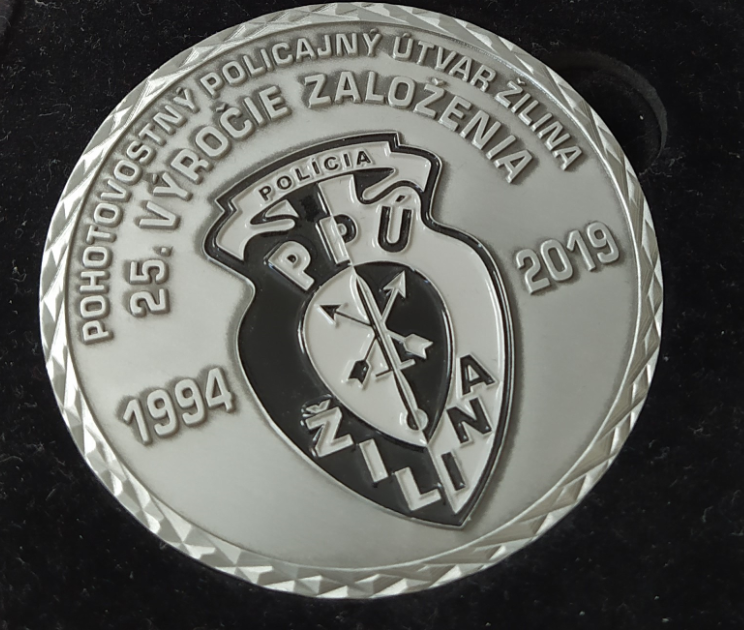 POHOTOVOSTNÝ POLICAJNÝ ÚTVAR ŽILINA
25. VÝROČIE ZALOŽENIA
POLÍCIA
PPÚ
1994
2019
ŽILINA